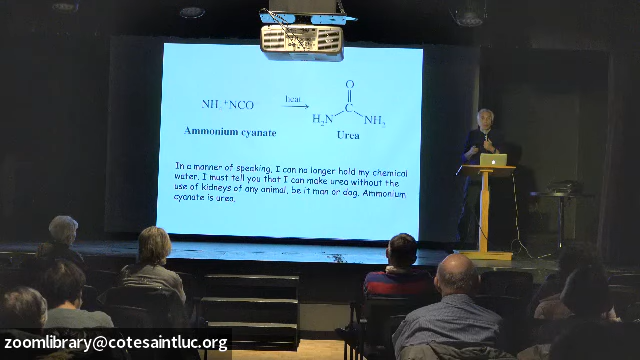 NH₄⁺NCO⁻
heat
O
C
H₂N
NH₂
Ammonium cyanate
Urea
In a manner of speaking, I can no longer hold my chemical
water. I must tell you that I can make urea without the
use of kidneys of any animal, be it man or dog. Ammonium
cyanate is urea.
zoomlibrary@cotesaintluc.org